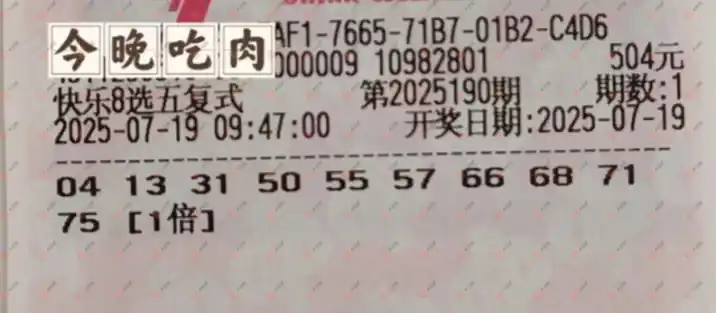 今晚吃肉
AF1-7665-71B7-01B2-C4D6
000009 10982801 504元
快乐8选五复式 第2025190期 期数:1
2025-07-19 09:47:00 开奖日期:2025-07-19
04 13 31 50 55 57 66 68 71
75 [1倍]